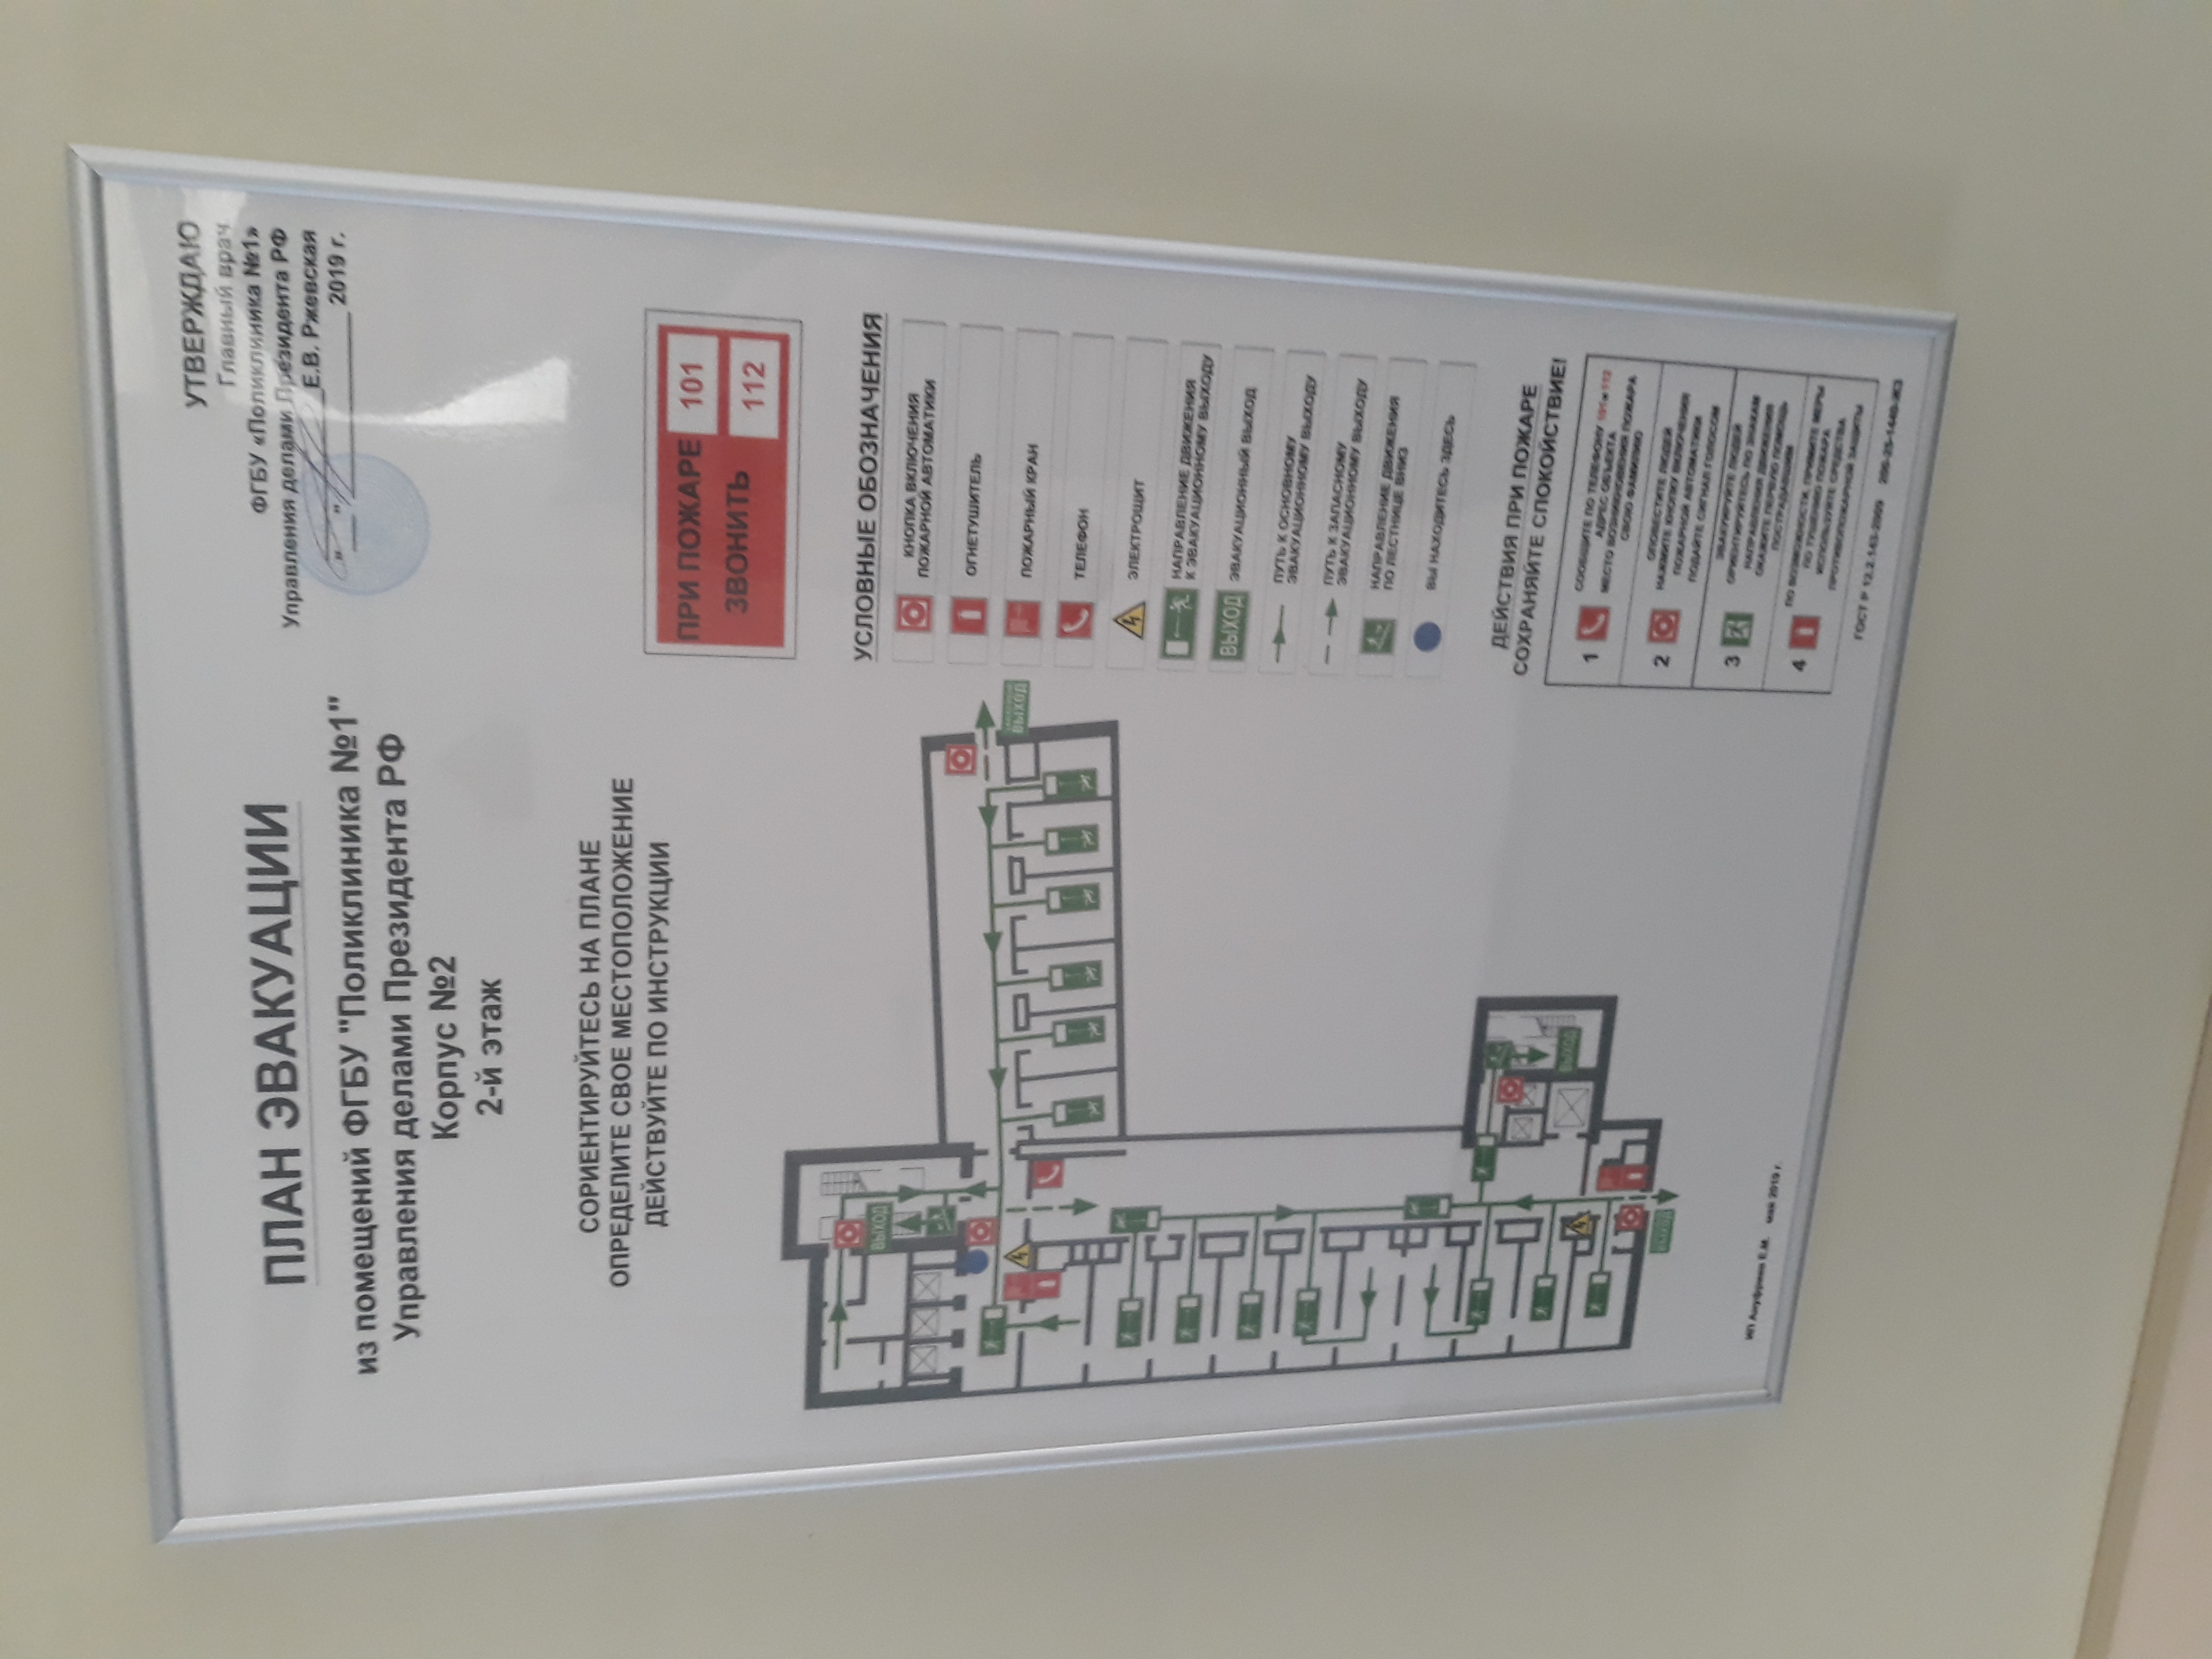 УТВЕРЖДАЮ
Главный врач
ФГБУ «Поликлиника №1»
Управления делами Президента РФ
Е.В. Ржевская
"__" 2019 г.
ПЛАН ЭВАКУАЦИИ
из помещений ФГБУ "Поликлиника №1"
Управления делами Президента РФ
Корпус №2
2-й этаж
СОРИЕНТИРУЙТЕСЬ НА ПЛАНЕ
ОПРЕДЕЛИТЕ СВОЕ МЕСТОПОЛОЖЕНИЕ
ДЕЙСТВУЙТЕ ПО ИНСТРУКЦИИ
ПРИ ПОЖАРЕ 101
ЗВОНИТЬ 112
ВЫХОД
ВЫХОД
ВЫХОД
ВЫХОД
УСЛОВНЫЕ ОБОЗНАЧЕНИЯ
КНОПКА ВКЛЮЧЕНИЯ
ПОЖАРНОЙ АВТОМАТИКИ
ОГНЕТУШИТЕЛЬ
ПОЖАРНЫЙ КРАН
ТЕЛЕФОН
ЭЛЕКТРОЩИТ
НАПРАВЛЕНИЕ ДВИЖЕНИЯ
К ЭВАКУАЦИОННОМУ ВЫХОДУ
ВЫХОД ЭВАКУАЦИОННЫЙ ВЫХОД
ПУТЬ К ОСНОВНОМУ
ЭВАКУАЦИОННОМУ ВЫХОДУ
ПУТЬ К ЗАПАСНОМУ
ЭВАКУАЦИОННОМУ ВЫХОДУ
НАПРАВЛЕНИЕ ДВИЖЕНИЯ
ПО ЛЕСТНИЦЕ ВНИЗ
ВЫ НАХОДИТЕСЬ ЗДЕСЬ
ДЕЙСТВИЯ ПРИ ПОЖАРЕ
СОХРАНЯЙТЕ СПОКОЙСТВИЕ!
1
СООБЩИТЕ ПО ТЕЛЕФОНУ 101 и 112
АДРЕС ОБЪЕКТА
МЕСТО ВОЗНИКНОВЕНИЯ ПОЖАРА
СВОЮ ФАМИЛИЮ
2
ОПОВЕСТИТЕ ЛЮДЕЙ
НАЖМИТЕ КНОПКУ ВКЛЮЧЕНИЯ
ПОЖАРНОЙ АВТОМАТИКИ
ПОДАЙТЕ СИГНАЛ ГОЛОСОМ
3
ЭВАКУИРУЙТЕ ЛЮДЕЙ
ОРИЕНТИРУЙТЕСЬ ПО ЗНАКАМ
НАПРАВЛЕНИЯ ДВИЖЕНИЯ
ОКАЖИТЕ ПЕРВУЮ ПОМОЩЬ
ПОСТРАДАВШИМ
4
ПО ВОЗМОЖНОСТИ, ПРИМИТЕ МЕРЫ
ПО ТУШЕНИЮ ПОЖАРА
ИСПОЛЬЗУЙТЕ СРЕДСТВА
ПРОТИВОПОЖАРНОЙ ЗАЩИТЫ
ГОСТ Р 12.2.143-2009
ИП Ануфриев Е.М. май 2019 г.